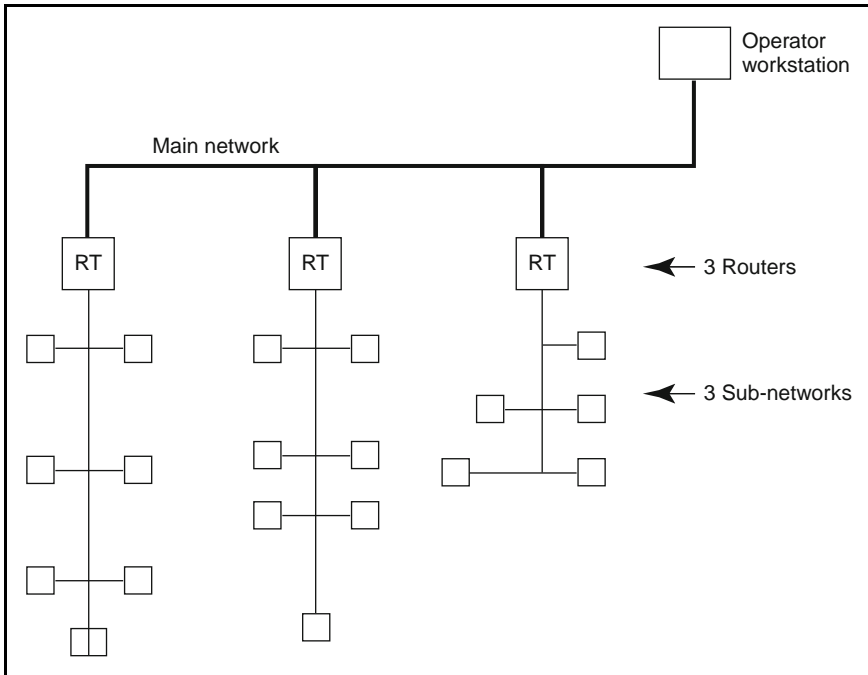 Operator
workstation
Main network
RT
RT
RT
3 Routers
3 Sub-networks